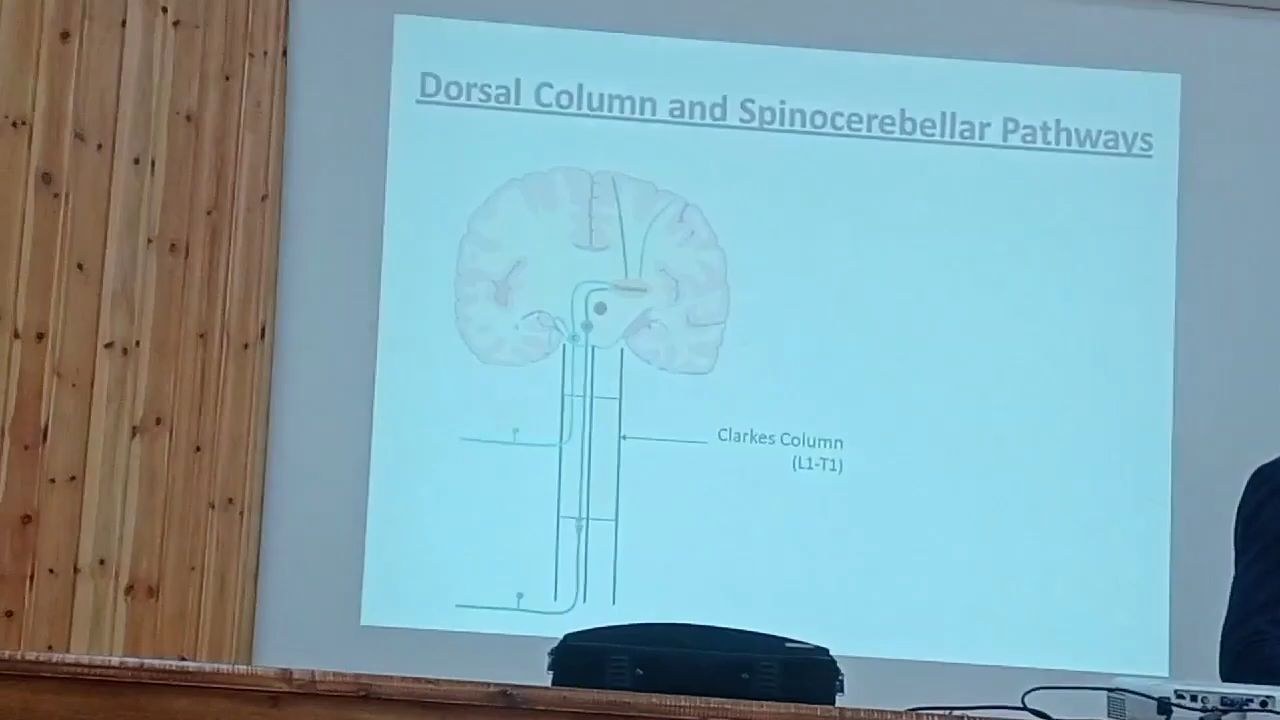 Dorsal Column and Spinocerebellar Pathways
Clarkes Column
(L1-T1)